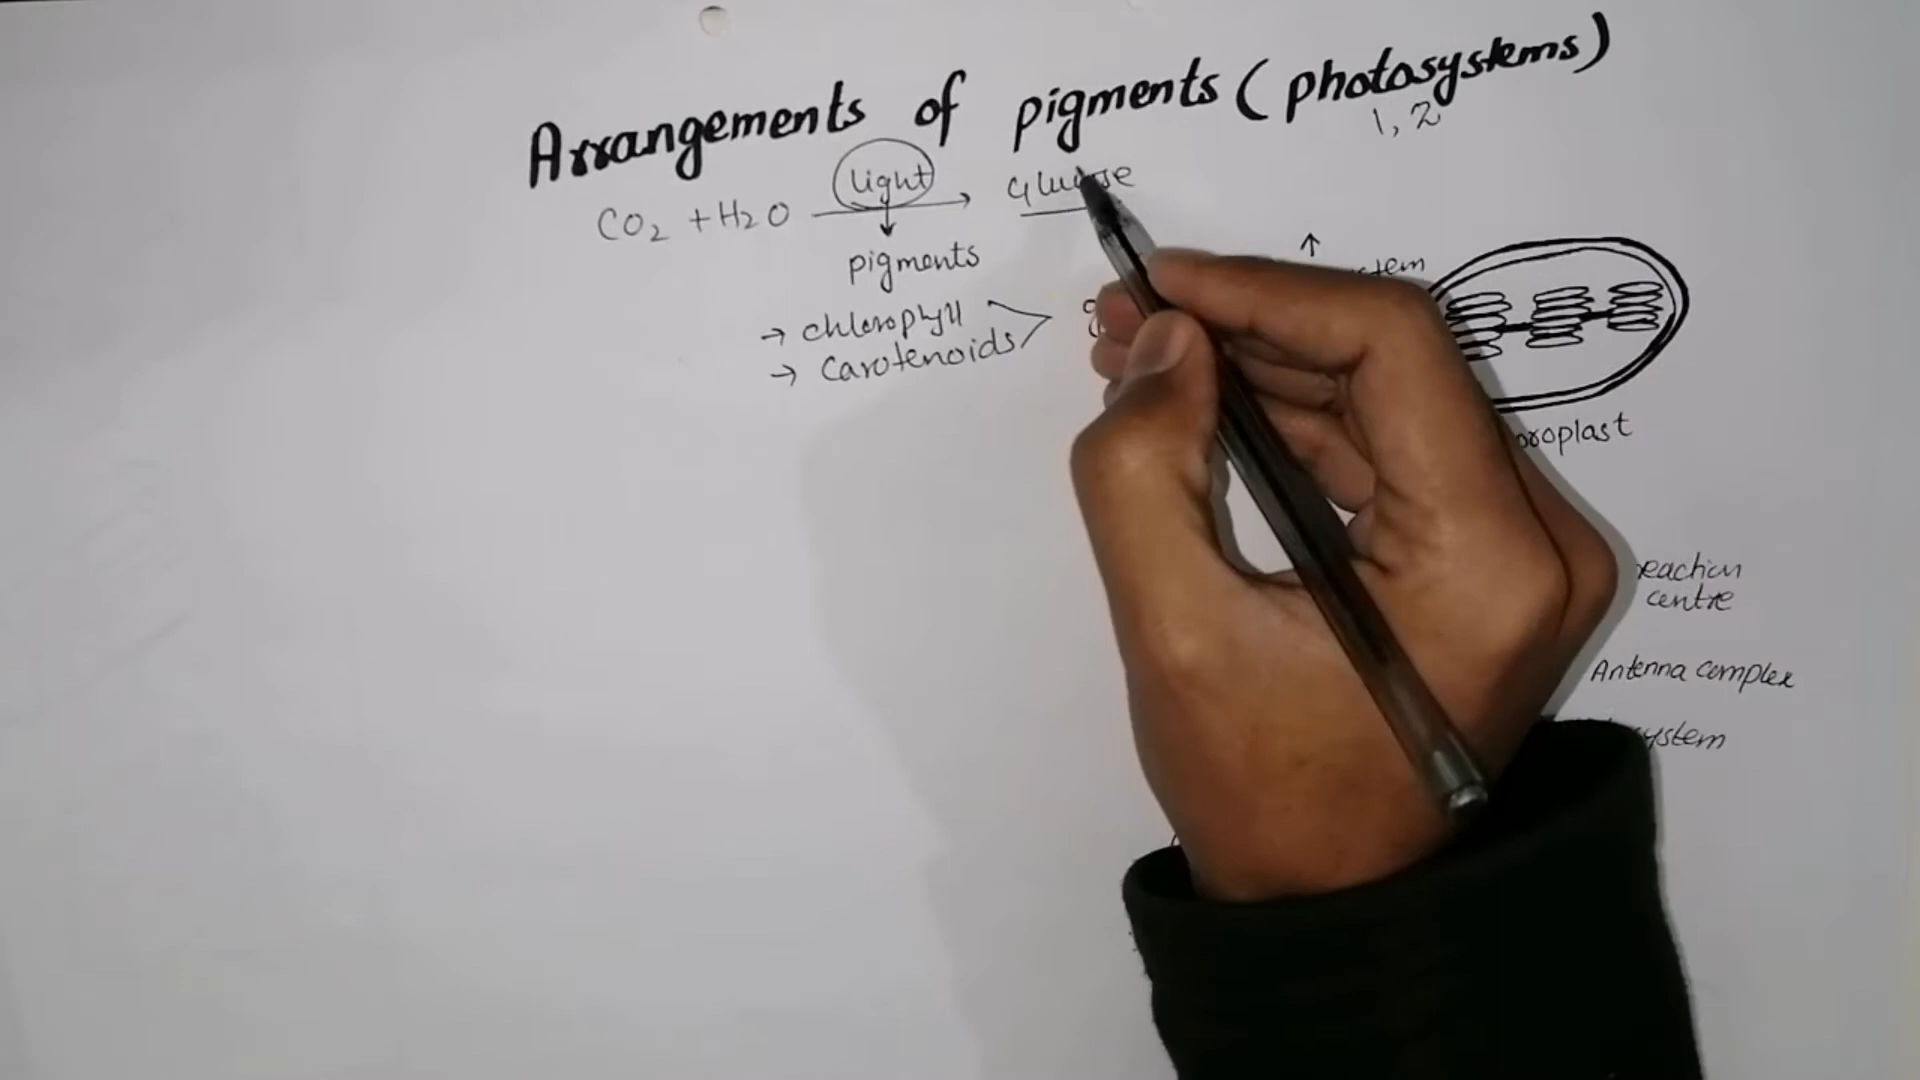 Arrangements of pigments (photosystems)
1, 2
CO2 + H2O light Glucose
pigments
→ chlorophyll
→ carotenoids
reaction
centre
Antenna complex